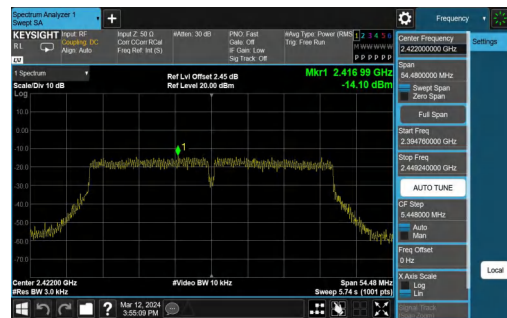 Spectrum Analyzer 1
Swept SA
Frequency
KEYSIGHT
RL
LV
Input: RF
Coupling: DC
Align: Auto
Input Z: 50 Ω
Corr CCorr RCal
Freq Ref: Int (S)
#Atten: 30 dB
PNO: Fast
Gate: Off
IF Gain: Low
Sig Track: Off
#Avg Type: Power (RMS
Trig: Free Run
1 2 3 4 5 6
M W W W W W
P P P P P P
1 Spectrum
Scale/Div 10 dB
Log
Ref Lvl Offset 2.45 dB
Ref Level 20.00 dBm
Mkr1 2.416 99 GHz
-14.10 dBm
1
10.0
0.00
-10.0
-20.0
-30.0
-40.0
-50.0
-60.0
-70.0
Center 2.42200 GHz
#Res BW 3.0 kHz
#Video BW 10 kHz
Span 54.48 MHz
Sweep 5.74 s (1001 pts)
Center Frequency
2.422000000 GHz
Settings
Span
54.4800000 MHz
Swept Span
Zero Span
Full Span
Start Freq
2.394760000 GHz
Stop Freq
2.449240000 GHz
AUTO TUNE
CF Step
5.448000 MHz
Auto
Man
Freq Offset
0 Hz
X Axis Scale
Log
Lin
Signal Track
Local
?
Mar 12, 2024
3:55:09 PM